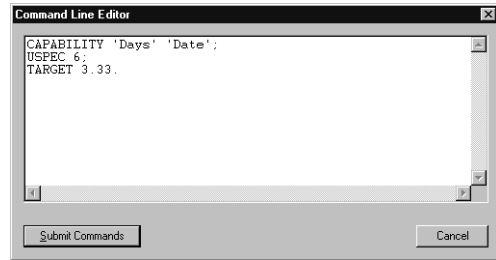 Command Line Editor
CAPABILITY 'Days' 'Date';
USPEC 6;
TARGET 3.33.
Submit Commands
Cancel